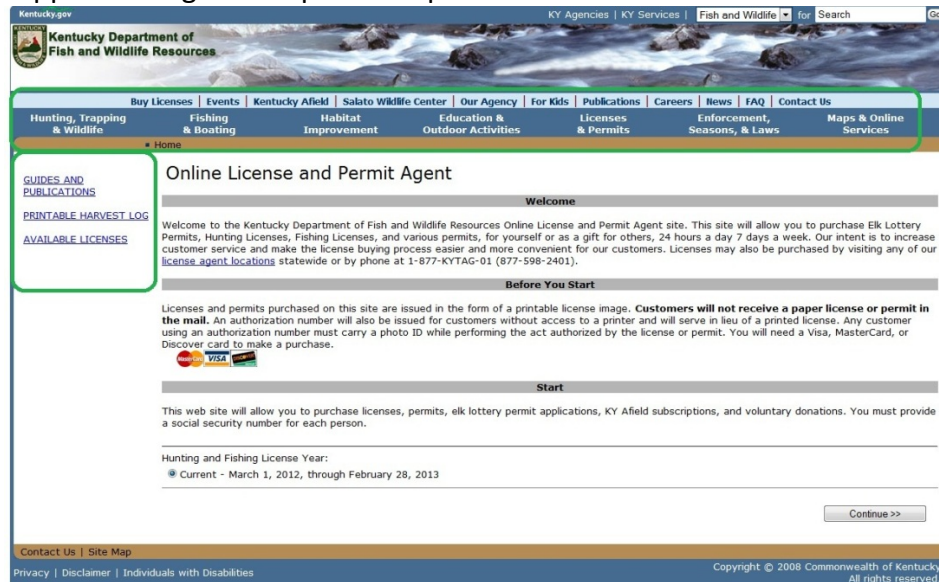 Kentucky.gov
KY Agencies | KY Services | Fish and Wildlife for Search
Kentucky Department of
Fish and Wildlife Resources
Buy Licenses | Events | Kentucky Afield | Salato Wildlife Center | Our Agency | For Kids | Publications | Careers | News | FAQ | Contact Us
Hunting, Trapping & Wildlife
Fishing & Boating
Habitat Improvement
Education & Outdoor Activities
Licenses & Permits
Enforcement, Seasons, & Laws
Maps & Online Services
Home
GUIDES AND
PUBLICATIONS
PRINTABLE HARVEST LOG
AVAILABLE LICENSES
Online License and Permit Agent
Welcome
Welcome to the Kentucky Department of Fish and Wildlife Resources Online License and Permit Agent site. This site will allow you to purchase Elk Lottery
Permits, Hunting Licenses, Fishing Licenses, and various permits, for yourself or as a gift for others, 24 hours a day 7 days a week. Our intent is to increase
customer service and make the license buying process easier and more convenient for our customers. Licenses may also be purchased by visiting any of our
license agent locations statewide or by phone at 1-877-KYTAG-01 (877-598-2401).
Before You Start
Licenses and permits purchased on this site are issued in the form of a printable license image. Customers will not receive a paper license or permit in
the mail. An authorization number will also be issued for customers without access to a printer and will serve in lieu of a printed license. Any customer
using an authorization number must carry a photo ID while performing the act authorized by the license or permit. You will need a Visa, MasterCard, or
Discover card to make a purchase.
MasterCard VISA DISCOVER
Start
This web site will allow you to purchase licenses, permits, elk lottery permit applications, KY Afield subscriptions, and voluntary donations. You must provide
a social security number for each person.
Hunting and Fishing License Year:
Current - March 1, 2012, through February 28, 2013
Continue >>
Contact Us | Site Map
Privacy | Disclaimer | Individuals with Disabilities
Copyright © 2008 Commonwealth of Kentucky
All rights reserved